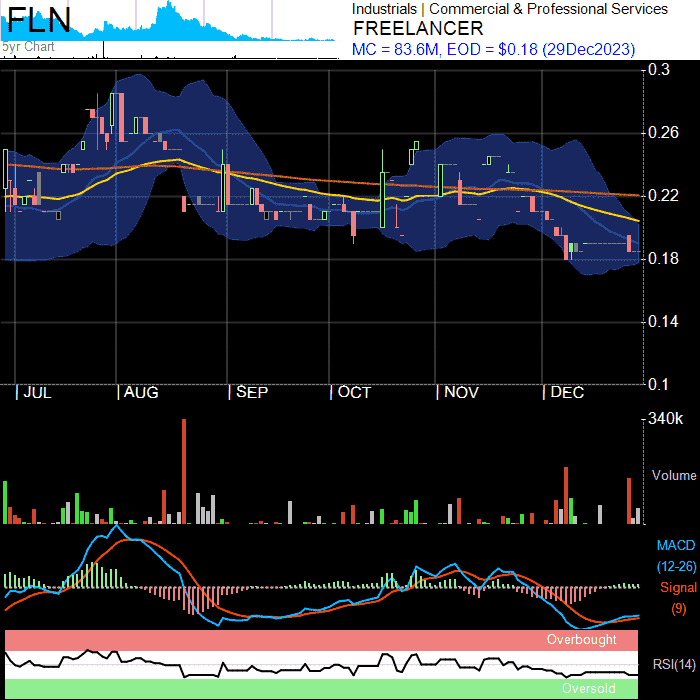 FLN
5yr Chart
Industrials | Commercial & Professional Services
FREELANCER
MC = 83.6M, EOD = $0.18 (29Dec2023)
0.3
0.26
0.22
0.18
0.14
0.1
| JUL | AUG | SEP | OCT | NOV | DEC
340k
Volume
MACD
(12-26)
Signal
(9)
Overbought
RSI(14)
Oversold